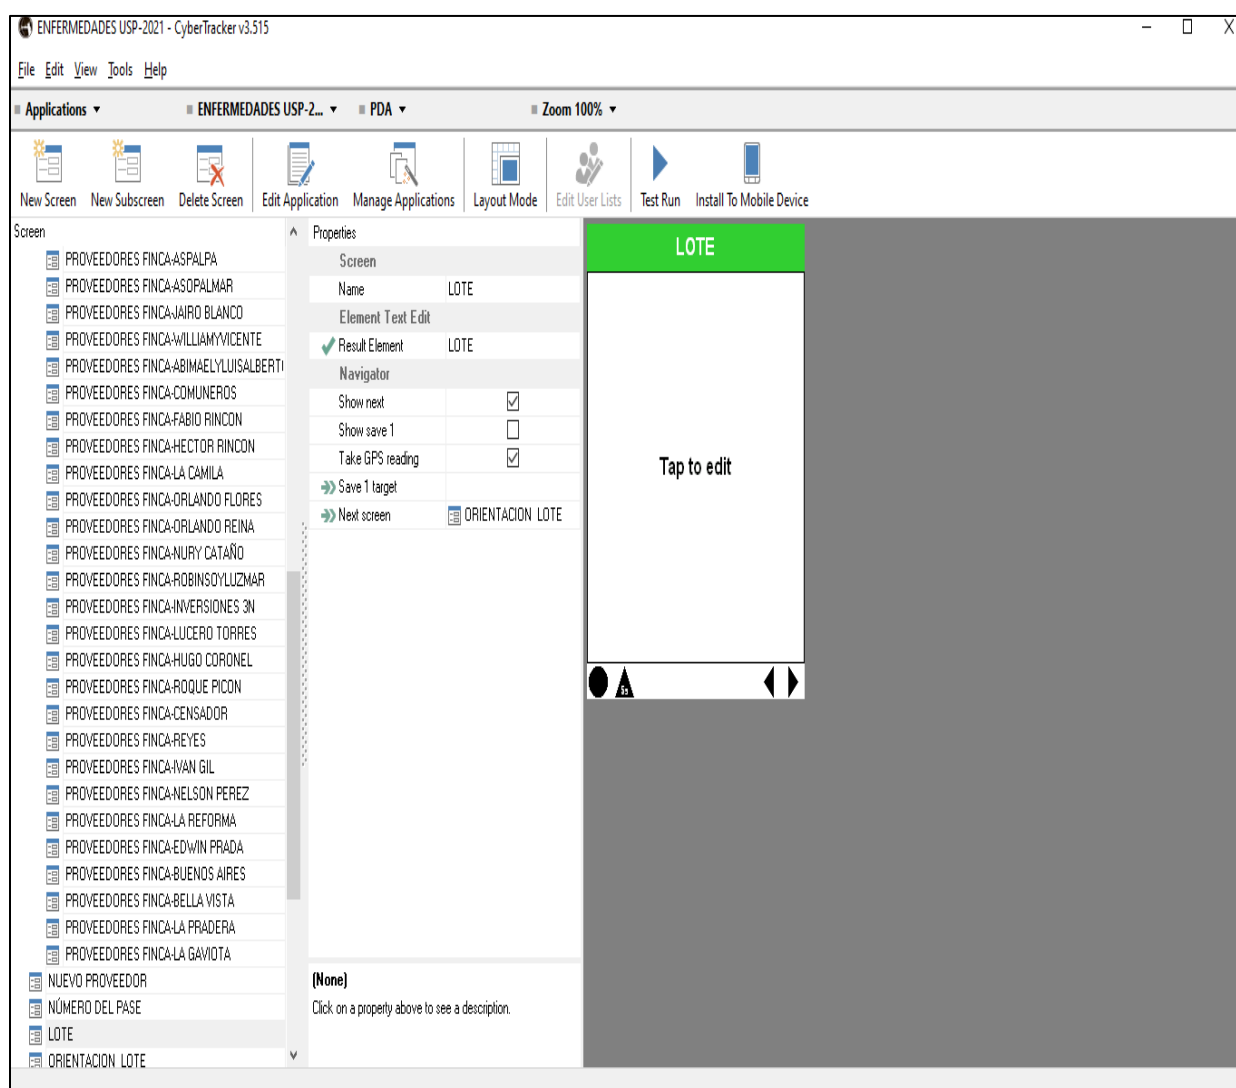 ENFERMEDADES USP-2021 - CyberTracker v3.515
File Edit View Tools Help
Applications ENFERMEDADES USP-2... PDA Zoom 100%
New Screen New Subscreen Delete Screen Edit Application Manage Applications Layout Mode Edit User Lists Test Run Install To Mobile Device
Screen
PROVEEDORES FINCA-ASPALPA
PROVEEDORES FINCA-ASOPALMAR
PROVEEDORES FINCA-JAIRO BLANCO
PROVEEDORES FINCA-WILLIAMYVICENTE
PROVEEDORES FINCA-ABIMAELYLUISALBERT
PROVEEDORES FINCA-COMUNEROS
PROVEEDORES FINCA-FABIO RINCON
PROVEEDORES FINCA-HECTOR RINCON
PROVEEDORES FINCA-LA CAMILA
PROVEEDORES FINCA-ORLANDO FLORES
PROVEEDORES FINCA-ORLANDO REINA
PROVEEDORES FINCA-NURY CATAÑO
PROVEEDORES FINCA-ROBINSOYLUZMAR
PROVEEDORES FINCA-INVERSIONES 3N
PROVEEDORES FINCA-LUCERO TORRES
PROVEEDORES FINCA-HUGO CORONEL
PROVEEDORES FINCA-ROQUE PICON
PROVEEDORES FINCA-CENSADOR
PROVEEDORES FINCA-REYES
PROVEEDORES FINCA-IVAN GIL
PROVEEDORES FINCA-NELSON PEREZ
PROVEEDORES FINCA-LA REFORMA
PROVEEDORES FINCA-EDWIN PRADA
PROVEEDORES FINCA-BUENOS AIRES
PROVEEDORES FINCA-BELLA VISTA
PROVEEDORES FINCA-LA PRADERA
PROVEEDORES FINCA-LA GAVIOTA
NUEVO PROVEEDOR
NÚMERO DEL PASE
LOTE
ORIENTACION LOTE
Properties
Screen
Name LOTE
Element Text Edit
Result Element LOTE
Navigator
Show next
Show save 1
Take GPS reading
Save 1 target
Next screen ORIENTACION LOTE
(None)
Click on a property above to see a description.
LOTE
Tap to edit